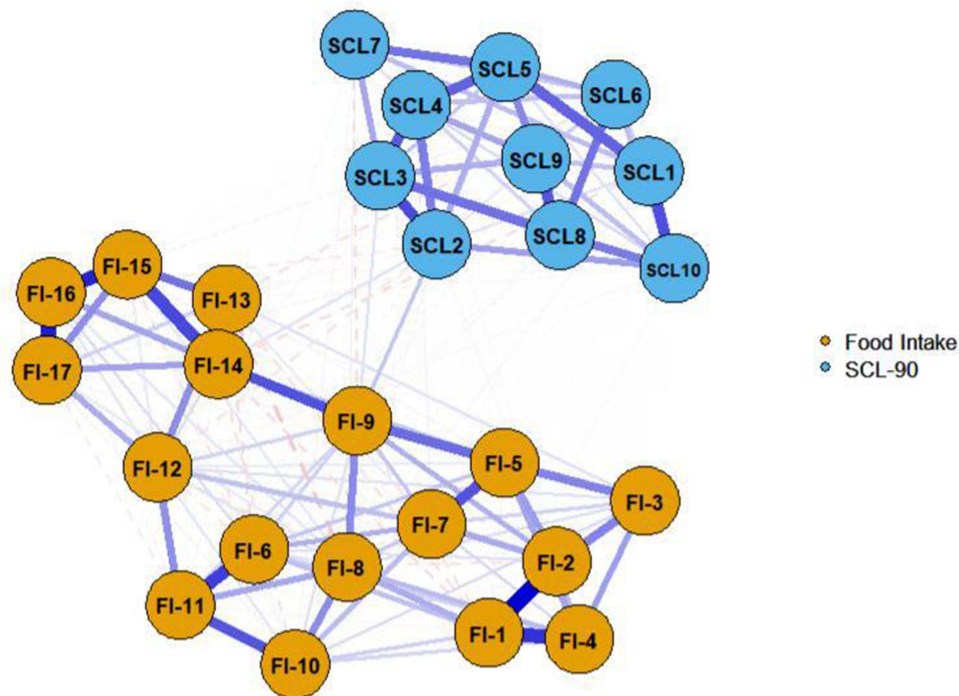 SCL7
SCL5
SCL6
SCL4
SCL9
SCL1
SCL3
SCL2
SCL8
SCL10
FI-15
FI-16
FI-13
FI-17
FI-14
Food Intake
SCL-90
FI-9
FI-12
FI-5
FI-3
FI-7
FI-6
FI-8
FI-2
FI-11
FI-1
FI-4
FI-10